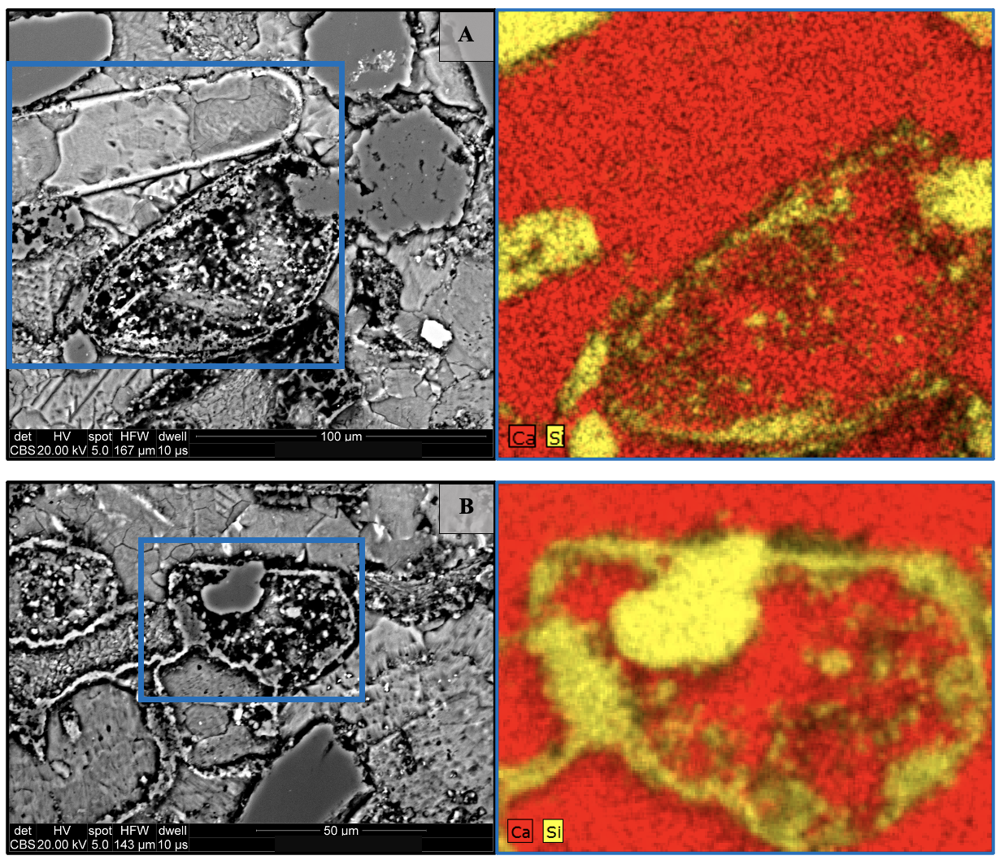 A
det HV spot HFW dwell
CBS 20.00 kV 5.0 167 µm 10 µs
100 µm
Ca Si
B
det HV spot HFW dwell
CBS 20.00 kV 5.0 143 µm 10 µs
50 µm
Ca Si